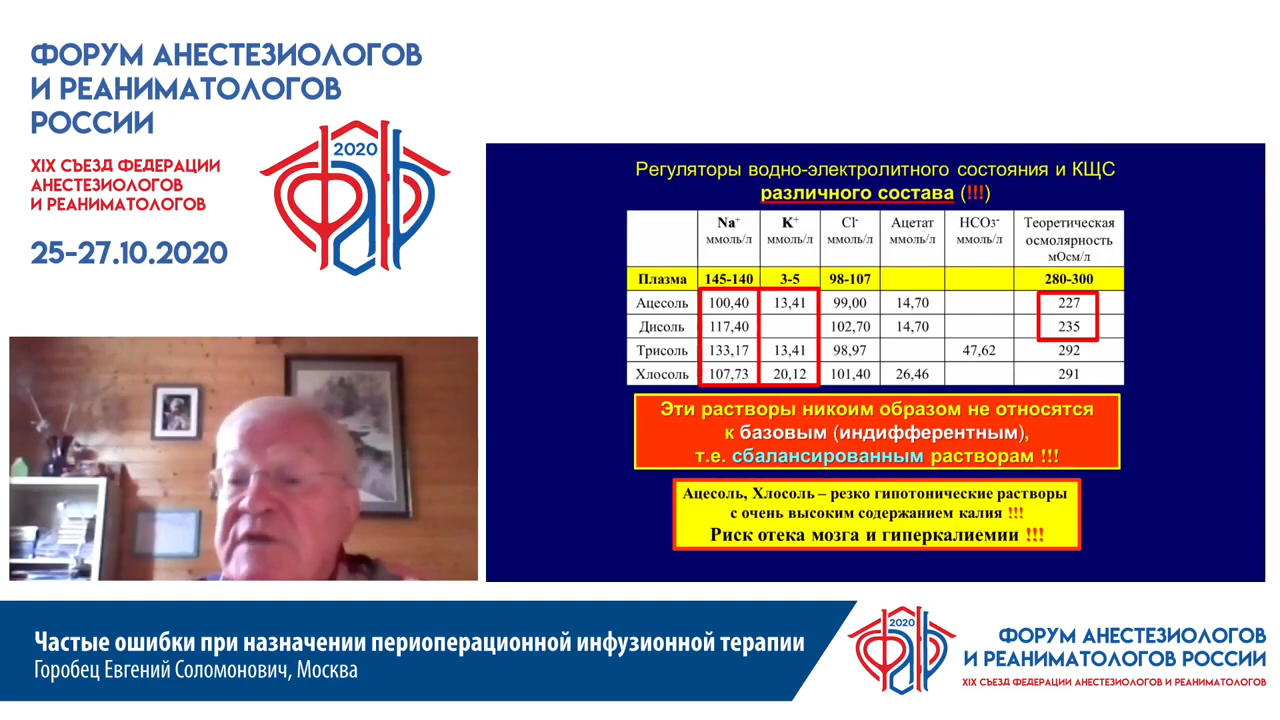 ФОРУМ АНЕСТЕЗИОЛОГОВ
И РЕАНИМАТОЛОГОВ
РОССИИ
XIX СЪЕЗД ФЕДЕРАЦИИ
АНЕСТЕЗИОЛОГОВ
И РЕАНИМАТОЛОГОВ
25-27.10.2020
2020
Регуляторы водно-электролитного состояния и КЩС
различного состава (!!!)
Na+ ммоль/л K+ ммоль/л Cl- ммоль/л Ацетат ммоль/л HCO3- ммоль/л Теоретическая осмолярность мОсм/л
Плазма 145-140 3-5 98-107 280-300
Ацесоль 100,40 13,41 99,00 14,70 227
Дисоль 117,40 102,70 14,70 235
Трисоль 133,17 13,41 98,97 47,62 292
Хлосоль 107,73 20,12 101,40 26,46 291
Эти растворы никоим образом не относятся
к базовым (индифферентным),
т.е. сбалансированным растворам !!!
Ацесоль, Хлосоль – резко гипотонические растворы
с очень высоким содержанием калия !!!
Риск отека мозга и гиперкалиемии !!!
Частые ошибки при назначении периоперационной инфузионной терапии
Горобец Евгений Соломонович, Москва
2020
ФОРУМ АНЕСТЕЗИОЛОГОВ
И РЕАНИМАТОЛОГОВ РОССИИ
XIX СЪЕЗД ФЕДЕРАЦИИ АНЕСТЕЗИОЛОГОВ И РЕАНИМАТОЛОГОВ